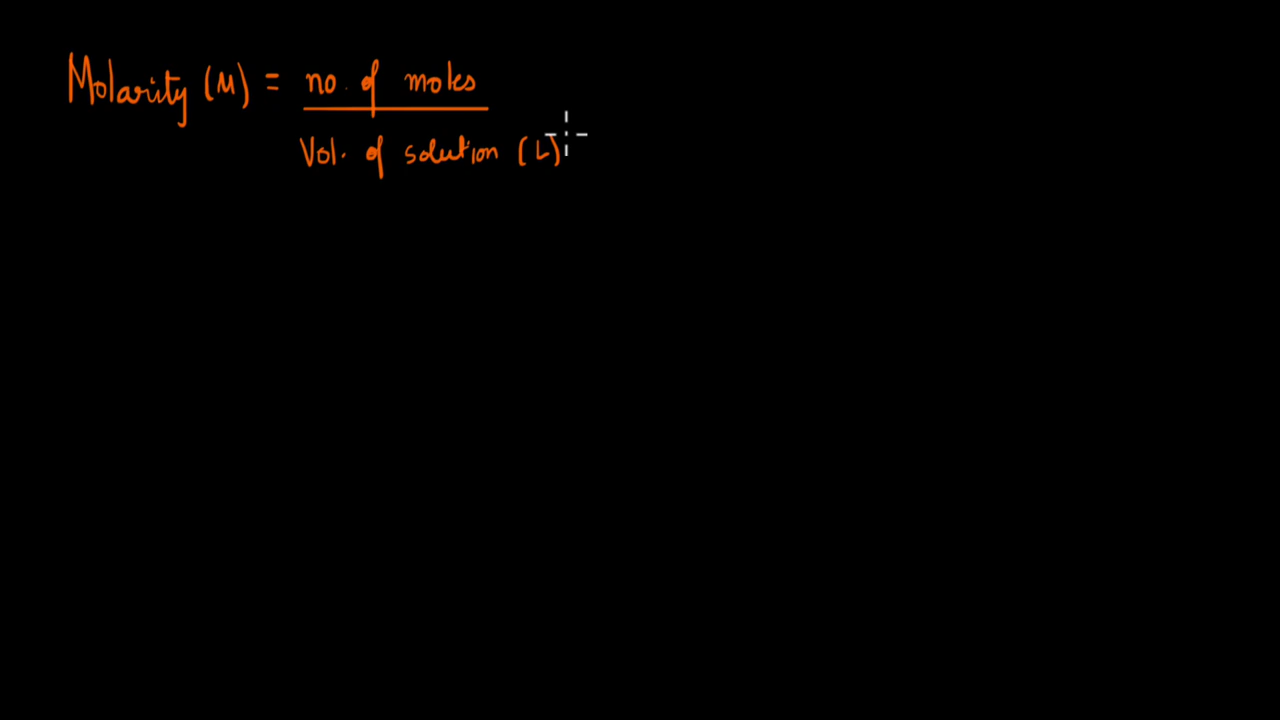 Molarity (M) = no. of moles
Vol. of solution (L)